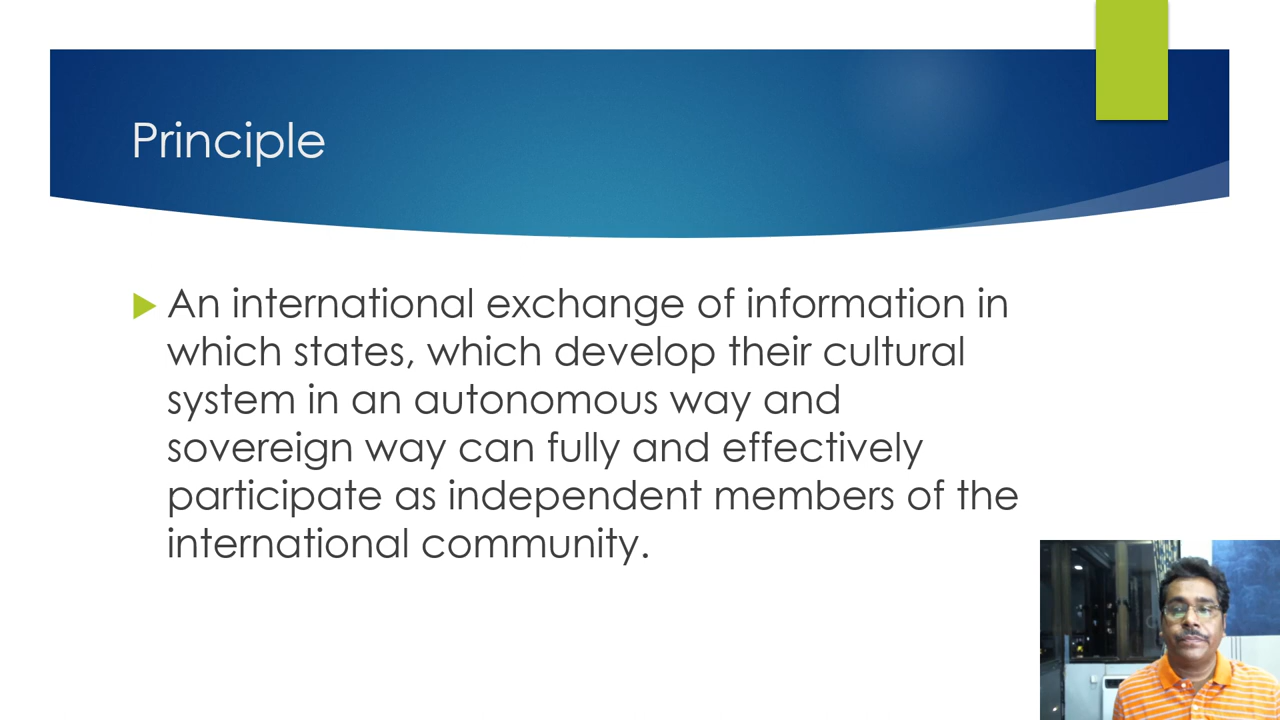 Principle
An international exchange of information in
which states, which develop their cultural
system in an autonomous way and
sovereign way can fully and effectively
participate as independent members of the
international community.